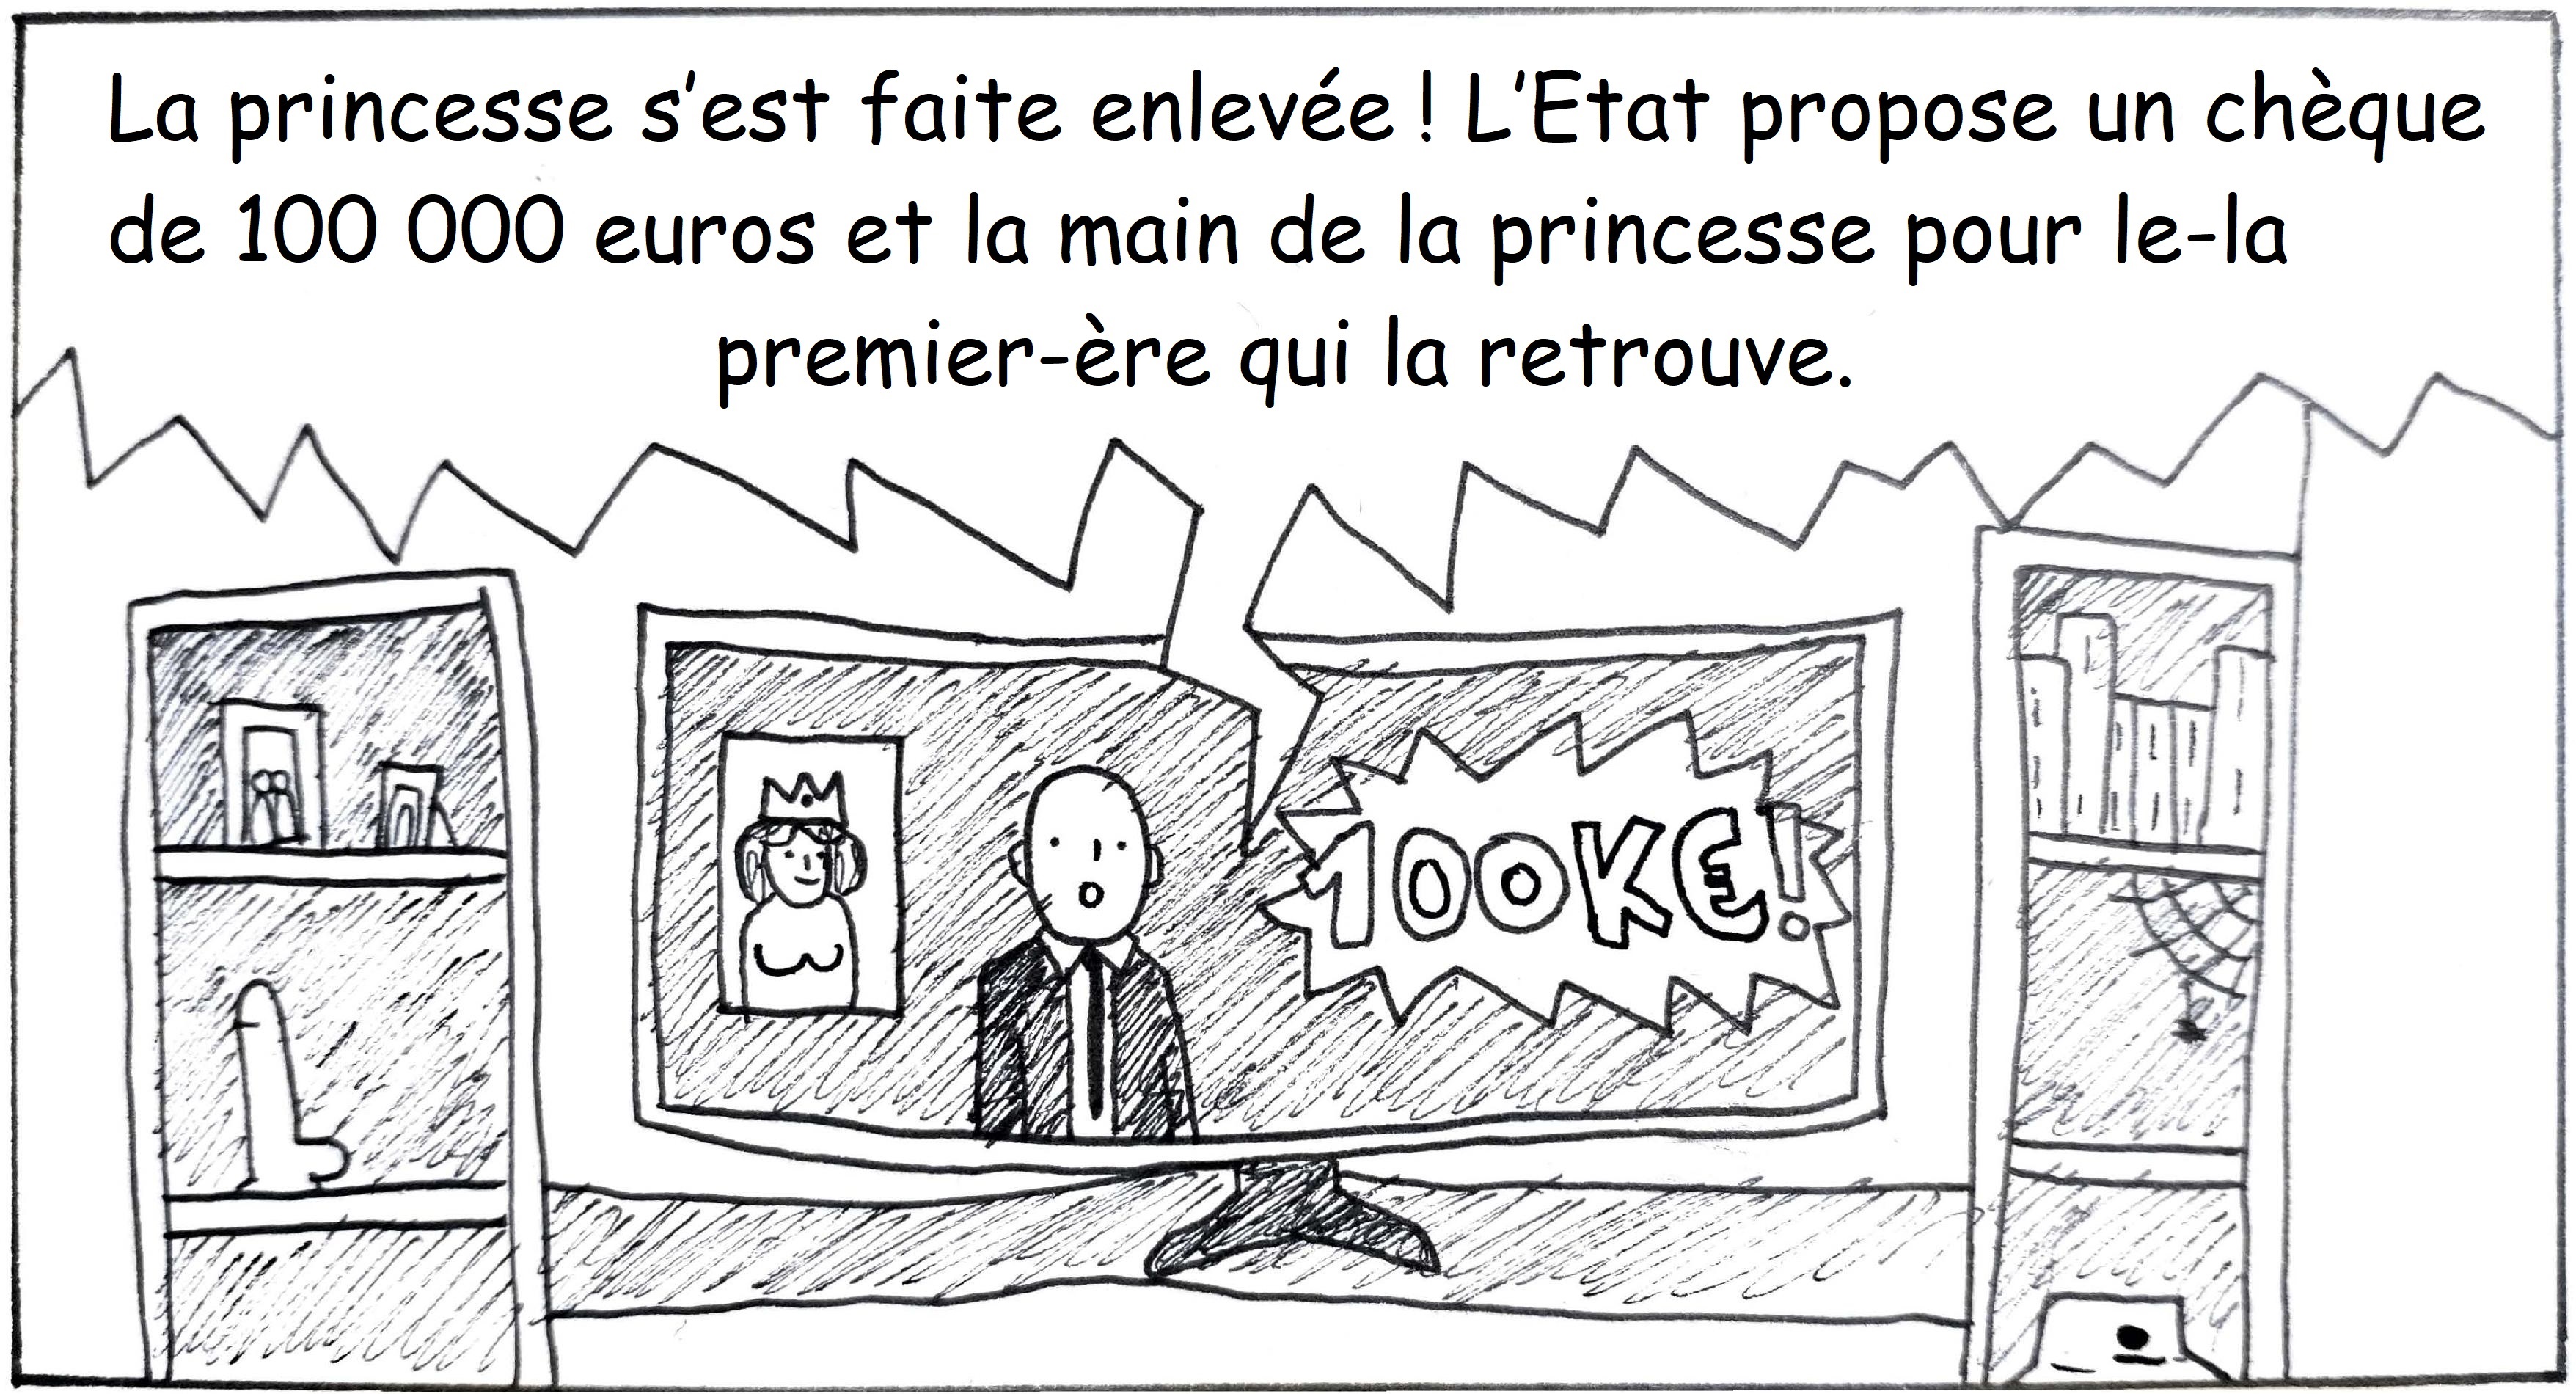 La princesse s'est faite enlevée ! L'Etat propose un chèque
de 100 000 euros et la main de la princesse pour le-la
premier-ère qui la retrouve.
100K€!